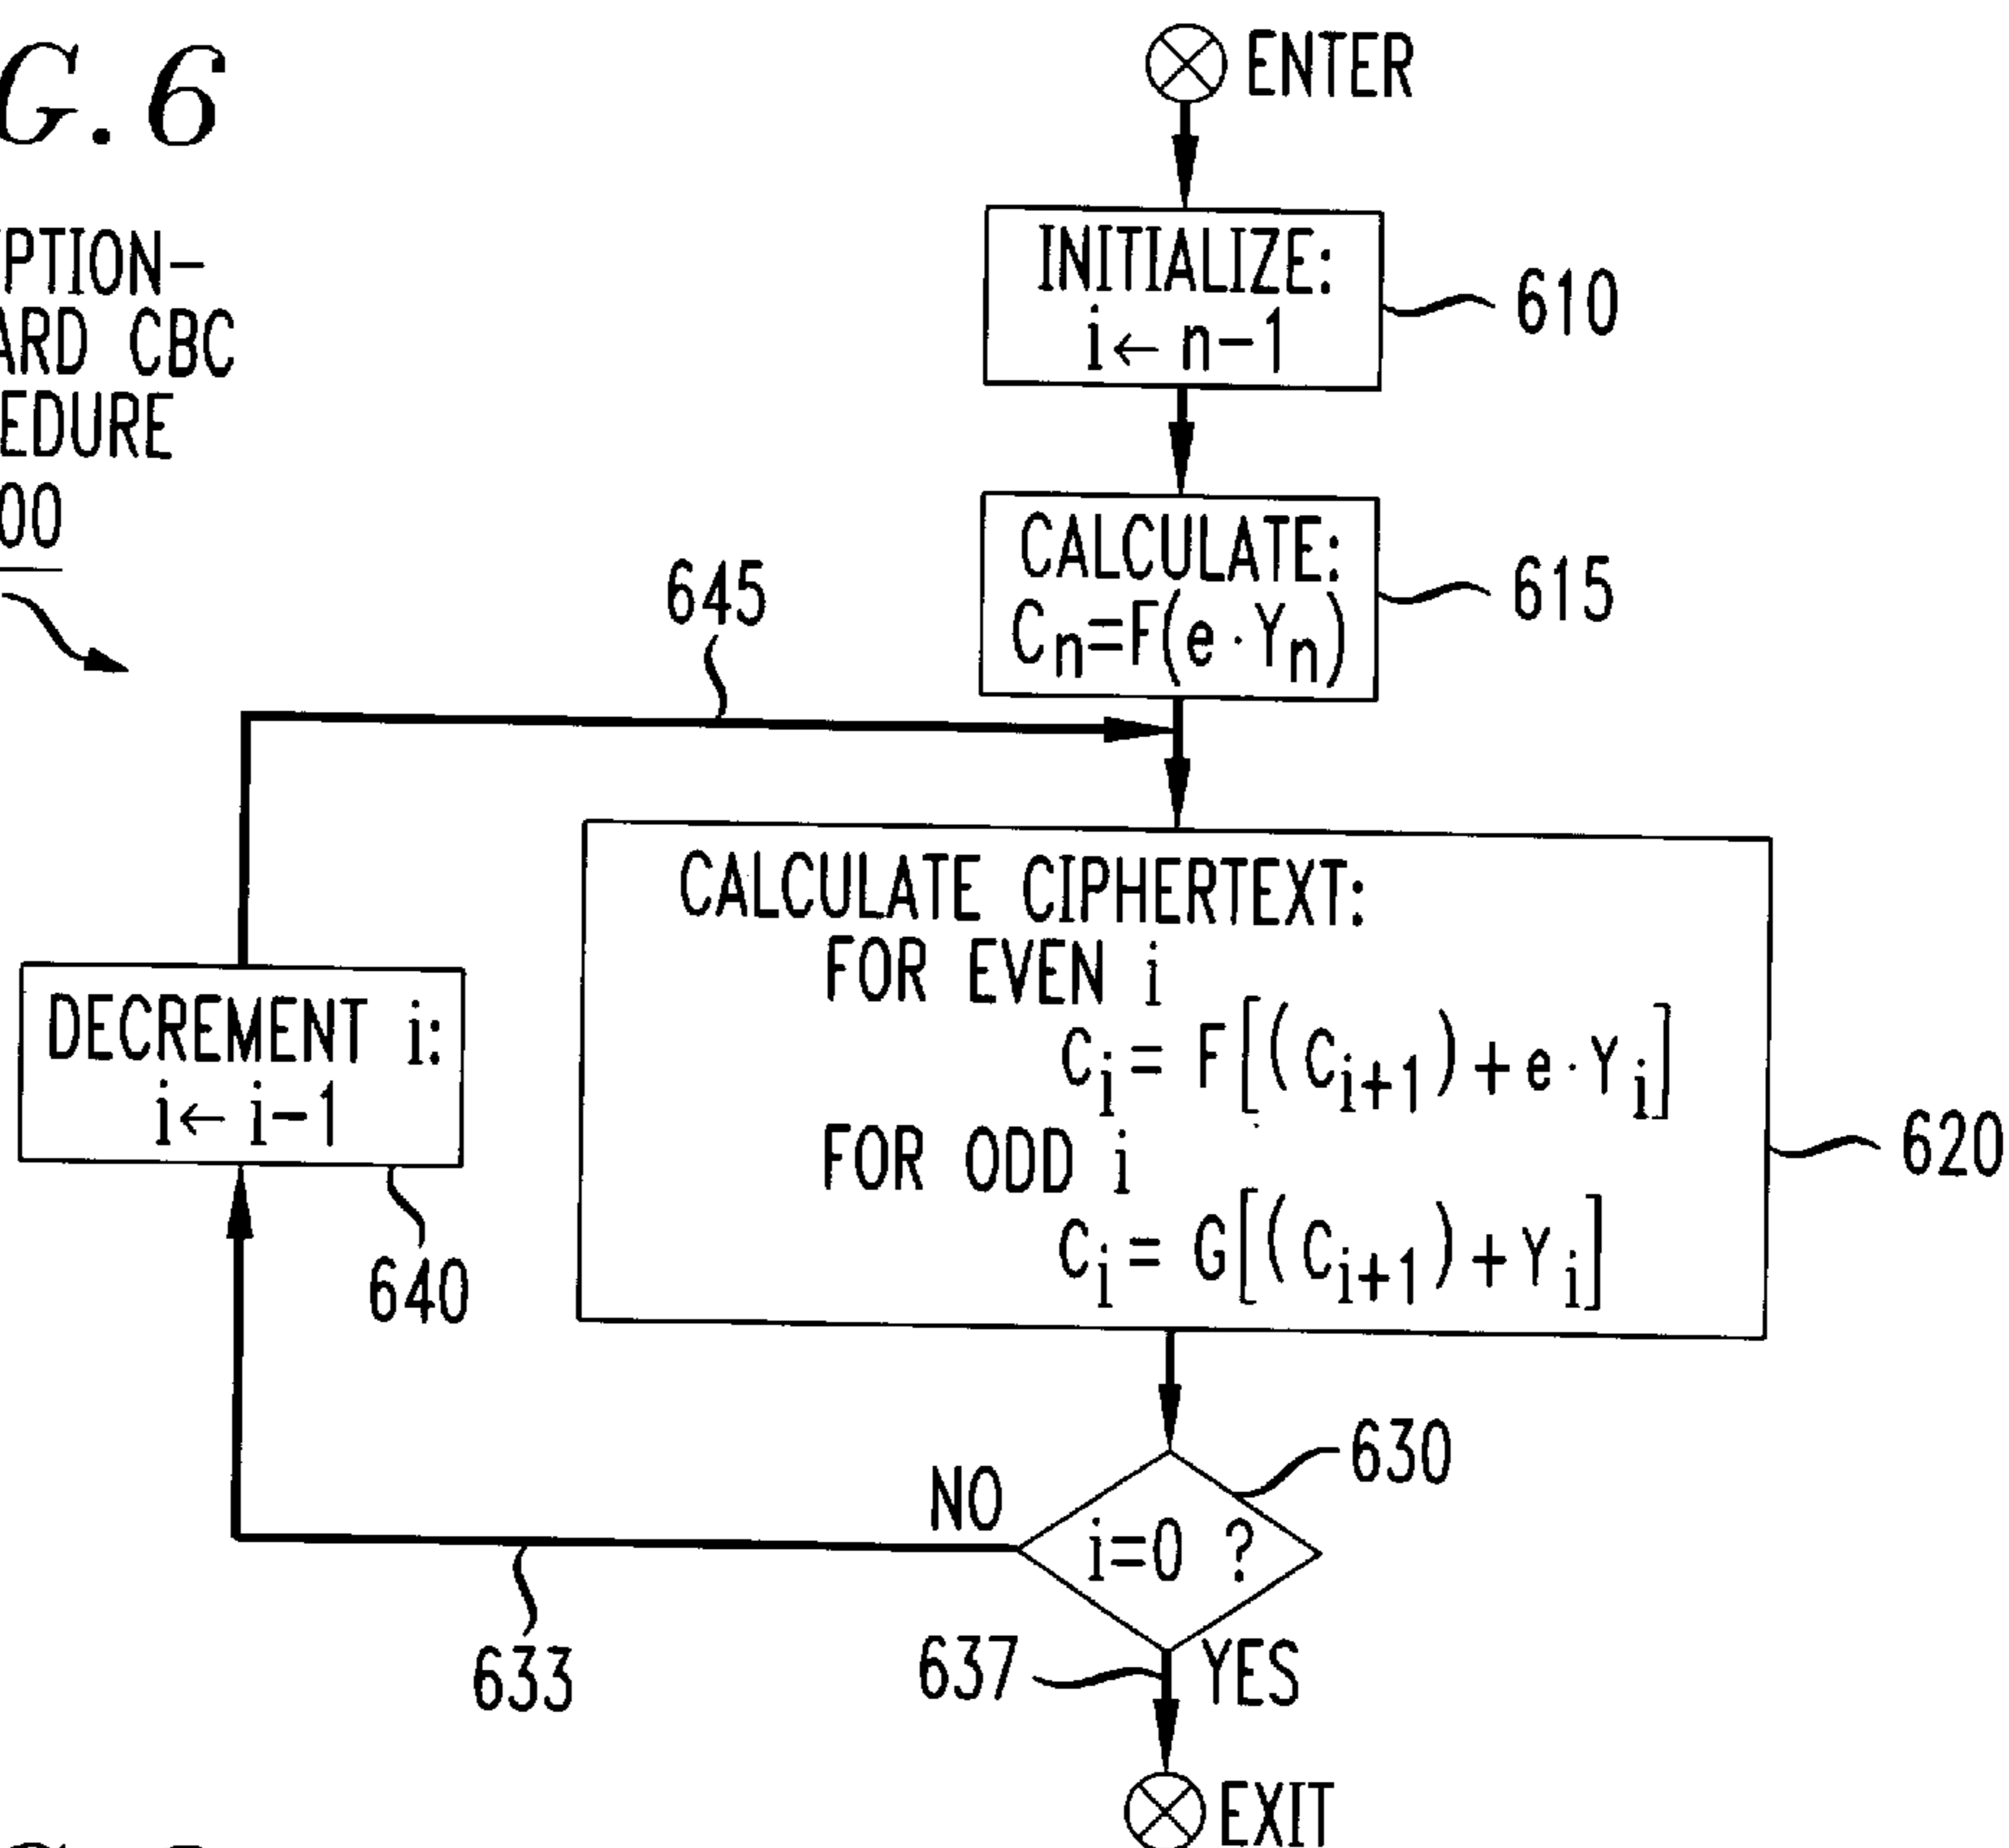 G. 6
PTION-
ARD CBC
EDURE
00
ENTER
INITIALIZE:
i← n-1
610
CALCULATE:
Cn=F(e·Yn)
615
645
CALCULATE CIPHERTEXT:
FOR EVEN i
Ci = F[(Ci+1)+e·Yi]
FOR ODD i
Ci = G[(Ci+1)+Yi]
620
DECREMENT i:
i← i-1
640
630
NO
i=0 ?
633
637
YES
EXIT